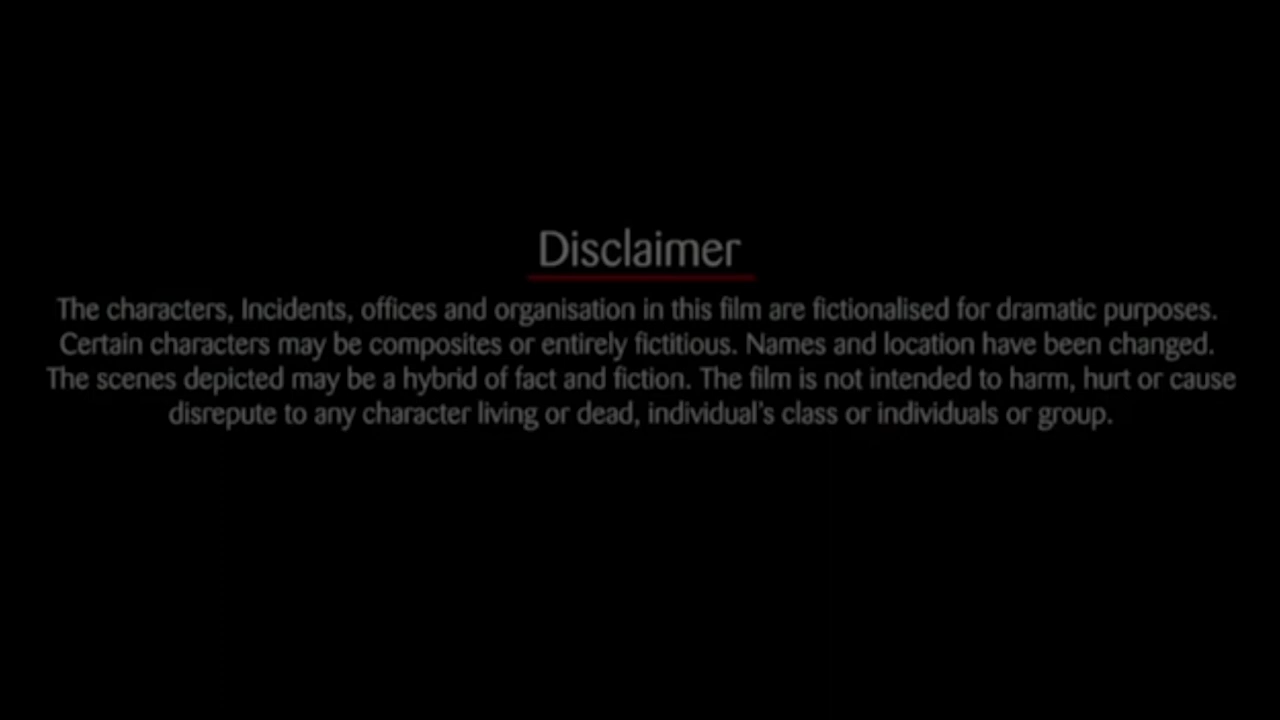 Disclaimer
The characters, Incidents, offices and organisation in this film are fictionalised for dramatic purposes.
Certain characters may be composites or entirely fictitious. Names and location have been changed.
The scenes depicted may be a hybrid of fact and fiction. The film is not intended to harm, hurt or cause
disrepute to any character living or dead, individual's class or individuals or group.